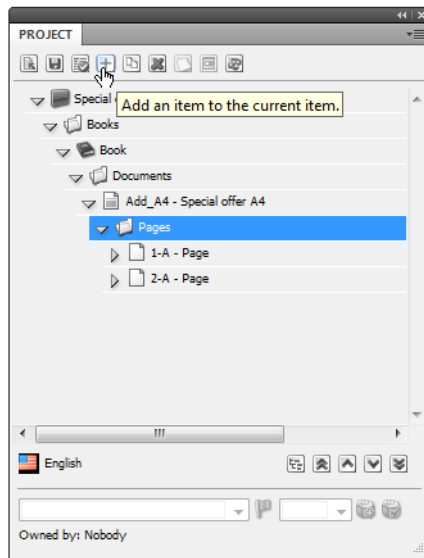 PROJECT
Special
Add an item to the current item.
Books
Book
Documents
Add_A4 - Special offer A4
Pages
1-A - Page
2-A - Page
English
Owned by: Nobody